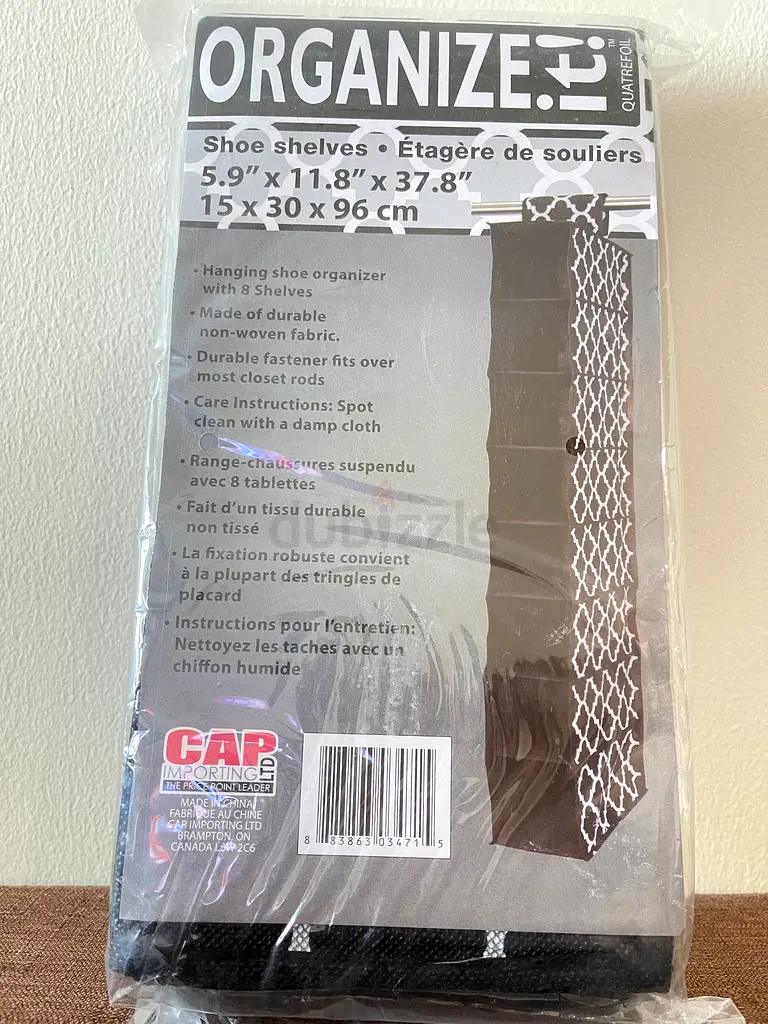 ORGANIZE it!™
QUATREFOIL
Shoe shelves • Étagère de souliers
5.9” x 11.8” x 37.8”
15 x 30 x 96 cm
• Hanging shoe organizer
with 8 Shelves
• Made of durable
non-woven fabric.
• Durable fastener fits over
most closet rods
• Care Instructions: Spot
clean with a damp cloth
• Range-chaussures suspendu
avec 8 tablettes
• Fait d’un tissu durable
non tissé
• La fixation robuste convient
à la plupart des tringles de
placard
• Instructions pour l’entretien:
Nettoyez les taches avec un
chiffon humide
dubizzle
CAP
IMPORTING LTD
THE PRICE POINT LEADER
MADE IN CHINA
FABRIQUÉ AU CHINE
CAP IMPORTING LTD
BRAMPTON, ON
CANADA L6W 2C6
8 83863 03471 5